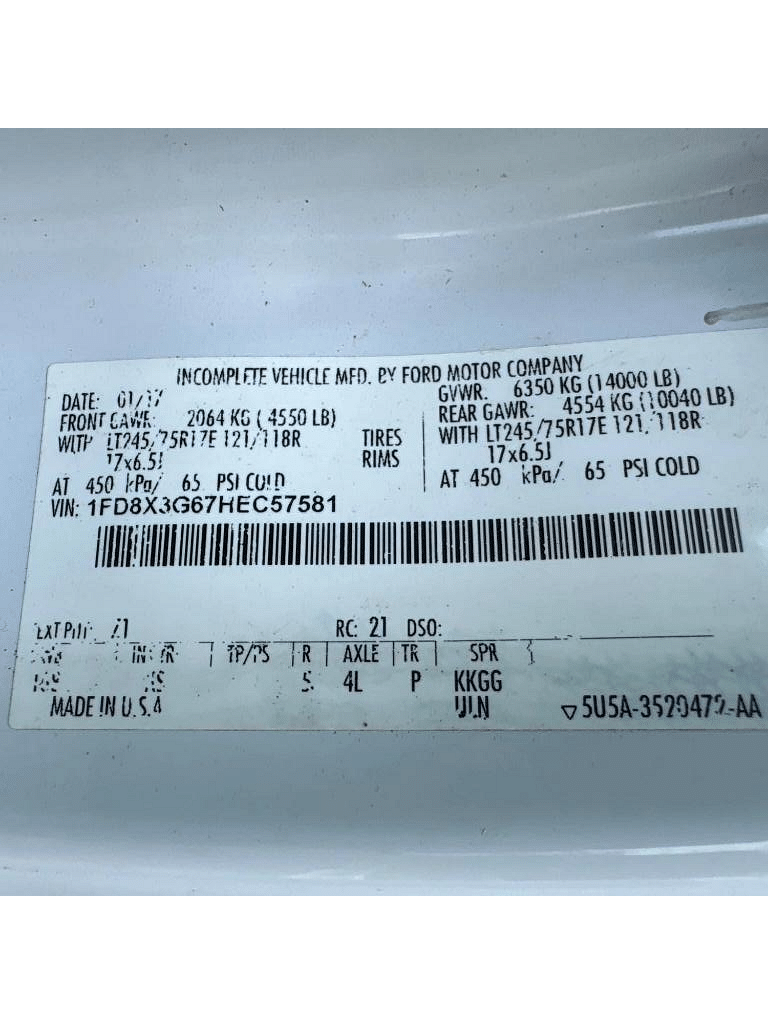 INCOMPLETE VEHICLE MFD. BY FORD MOTOR COMPANY
DATE: 01/17
GVWR. 6350 KG (14000 LB)
FRONT GAWR: 2064 KG ( 4550 LB)
REAR GAWR: 4554 KG (10040 LB)
WITH LT245/75R17E 121/118R
TIRES
WITH LT245/75R17E 121/118R
17x6.5J
RIMS
17x6.5J
AT 450 kPa/ 65 PSI COLD
AT 450 kPa/ 65 PSI COLD
VIN: 1FD8X3G67HEC57581
EXT PNT:
RC: 21 DSO:
TP/PS R AXLE TR SPR
4L P KKGG
MADE IN U.S.A
ULN
5U5A-3520472-AA